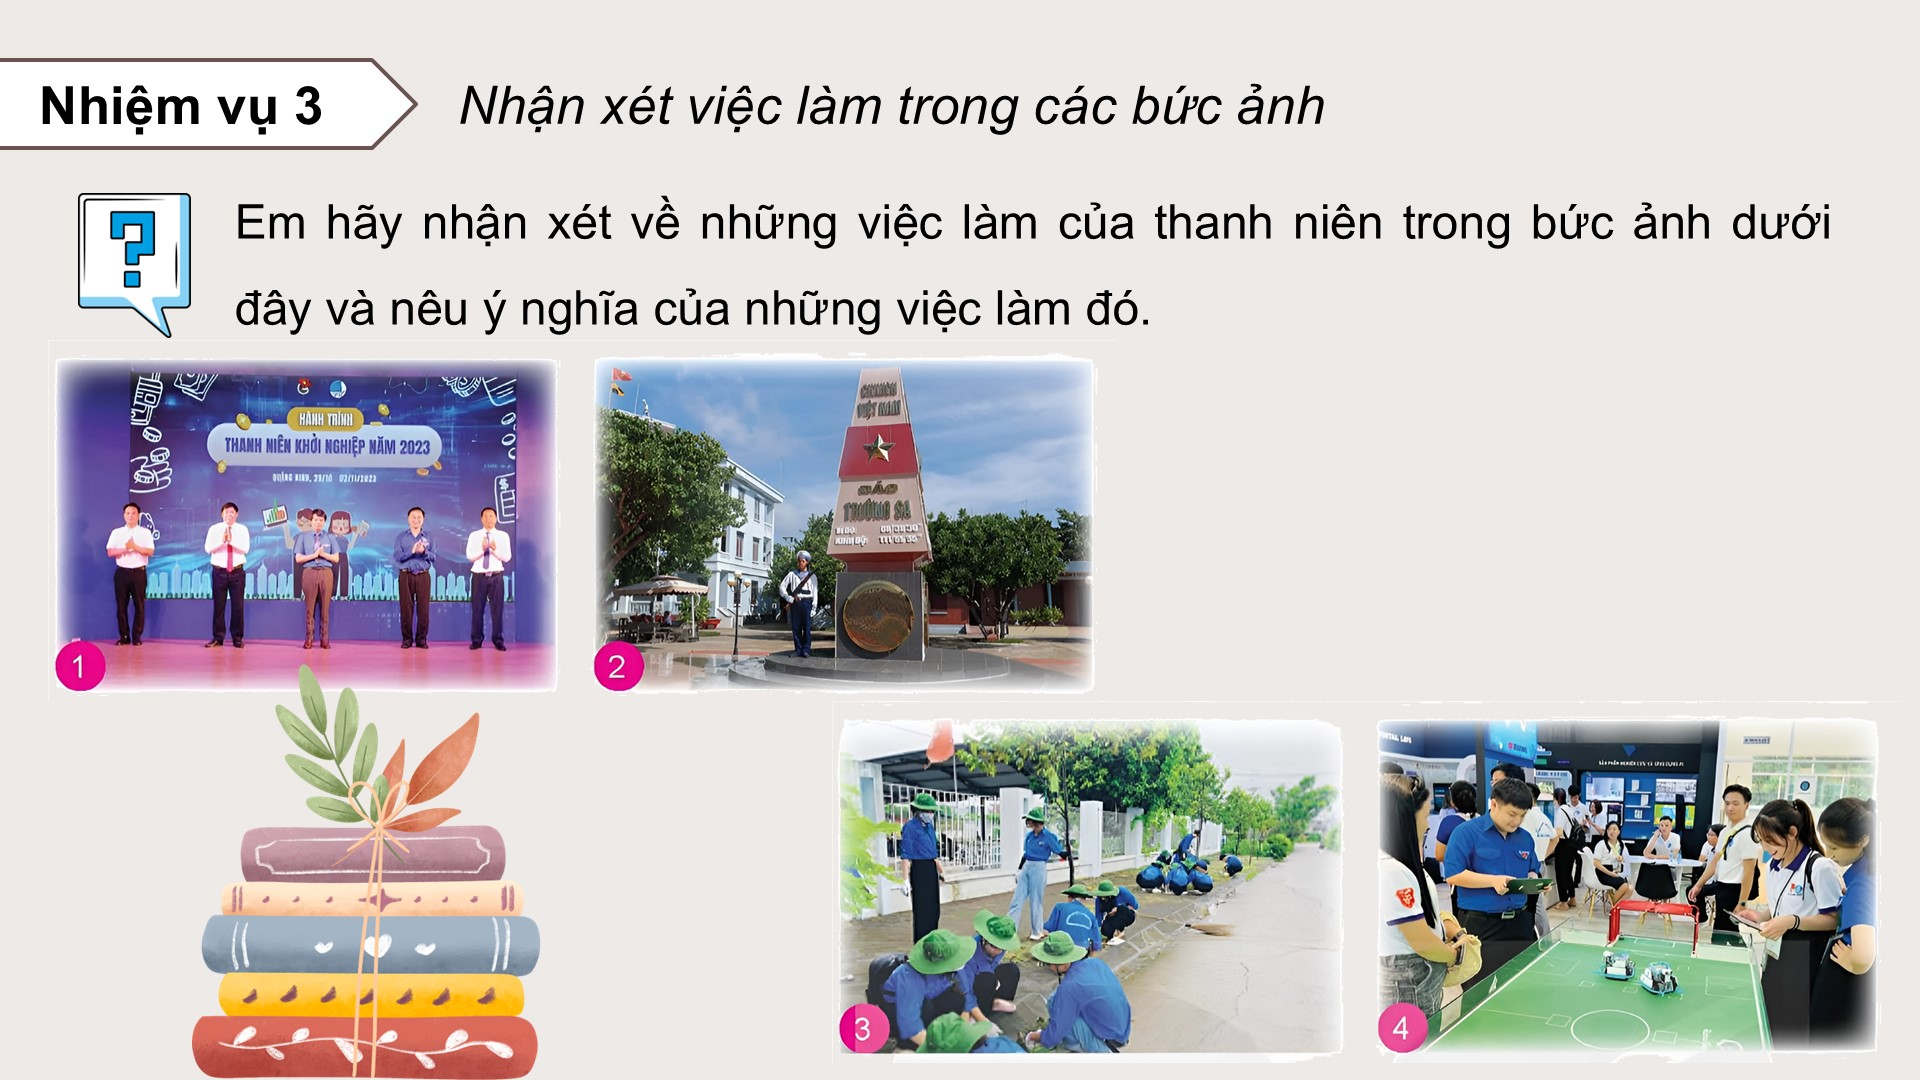 Nhiệm vụ 3
Nhận xét việc làm trong các bức ảnh
Em hãy nhận xét về những việc làm của thanh niên trong bức ảnh dưới
đây và nêu ý nghĩa của những việc làm đó.
HÀNH TRÌNH
THANH NIÊN KHỞI NGHIỆP NĂM 2023
1
VIỆT NAM
ĐẢO
TRƯỜNG SA
2
3
4